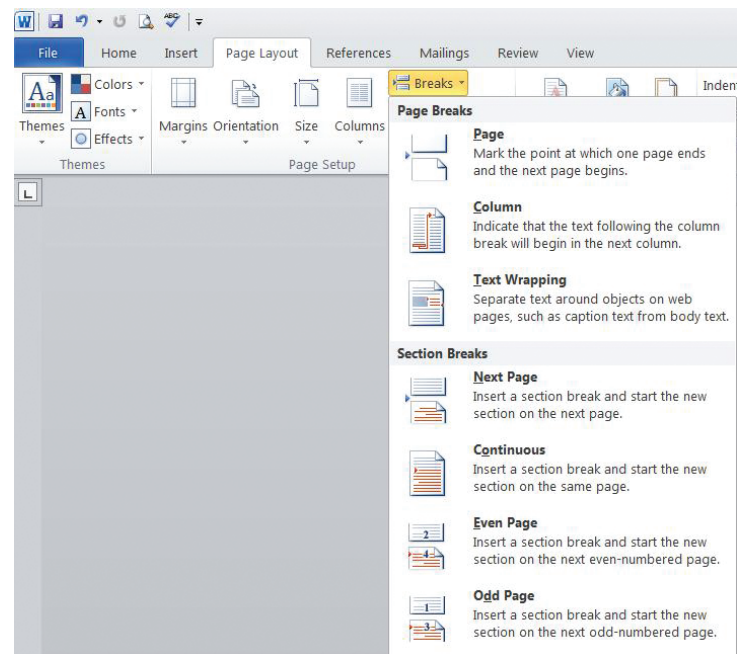 W ABC
File Home Insert Page Layout References Mailings Review View
Aa Colors Breaks
A Fonts
Themes Effects Margins Orientation Size Columns
Themes Page Setup
L
Page Breaks
Page
Mark the point at which one page ends
and the next page begins.
Column
Indicate that the text following the column
break will begin in the next column.
Text Wrapping
Separate text around objects on web
pages, such as caption text from body text.
Section Breaks
Next Page
Insert a section break and start the new
section on the next page.
Continuous
Insert a section break and start the new
section on the same page.
Even Page
2
4
Insert a section break and start the new
section on the next even-numbered page.
Odd Page
1
3
Insert a section break and start the new
section on the next odd-numbered page.